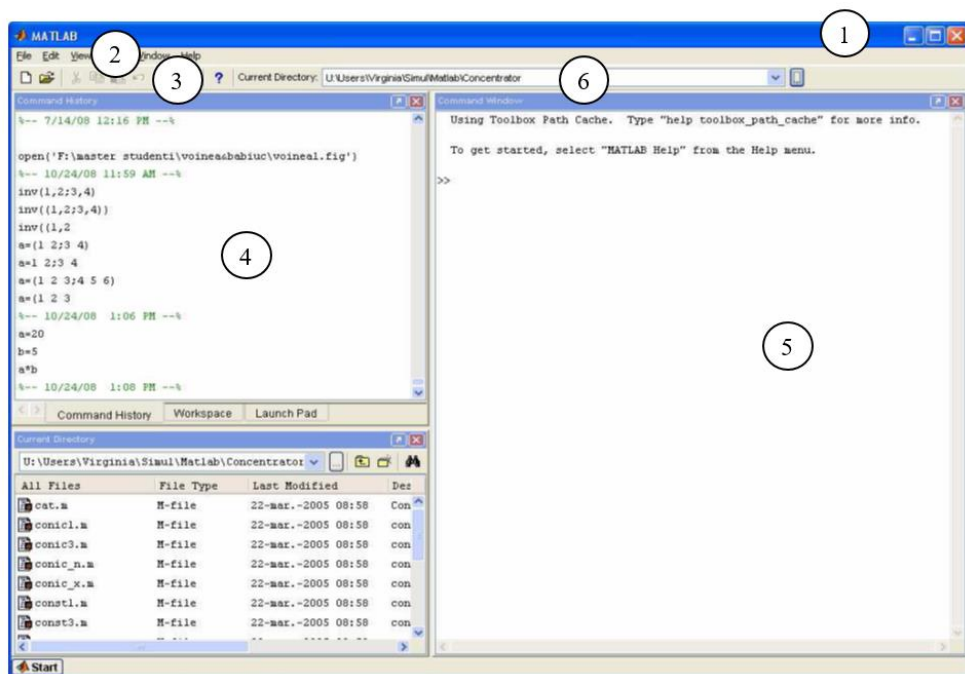 MATLAB
1
File Edit View Window Help
2
3
Current Directory: U:\Users\Virginia\Simul\Matlab\Concentrator
6
Command History
%-- 7/14/08 12:16 PM --%
open('F:\master studenti\voinea&babiuc\voinea1.fig')
%-- 10/24/08 11:59 AM --%
inv(1,2;3,4)
inv((1,2;3,4))
inv((1,2
a=(1 2;3 4)
a=1 2;3 4
a=(1 2 3;4 5 6)
a=(1 2 3
%-- 10/24/08 1:06 PM --%
a=20
b=5
a*b
%-- 10/24/08 1:08 PM --%
4
Command History Workspace Launch Pad
Command Window
Using Toolbox Path Cache. Type "help toolbox_path_cache" for more info.
To get started, select "MATLAB Help" from the Help menu.
>>
5
Current Directory
U:\Users\Virginia\Simul\Matlab\Concentrator ...
All Files File Type Last Modified Des
cat.m M-file 22-mar.-2005 08:58 Con
conic1.m M-file 22-mar.-2005 08:58 con
conic3.m M-file 22-mar.-2005 08:58 con
conic_n.m M-file 22-mar.-2005 08:58 con
conic_x.m M-file 22-mar.-2005 08:58 con
const1.m M-file 22-mar.-2005 08:58 con
const3.m M-file 22-mar.-2005 08:58 con
Start